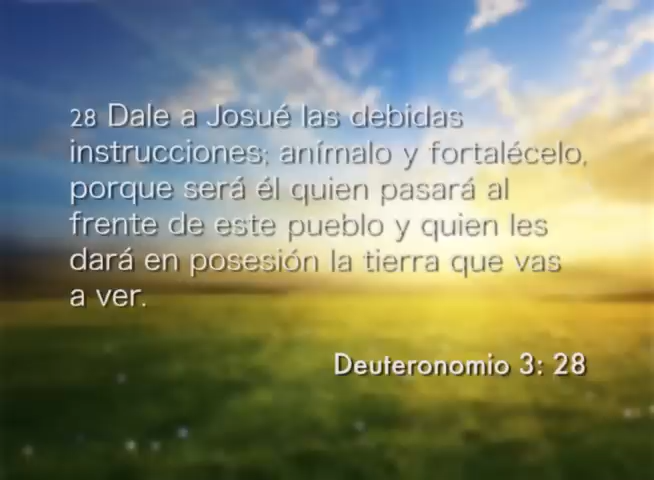 28 Dale a Josué las debidas
instrucciones; anímalo y fortalécelo,
porque será él quien pasará al
frente de este pueblo y quien les
dará en posesión la tierra que vas
a ver.
Deuteronomio 3: 28